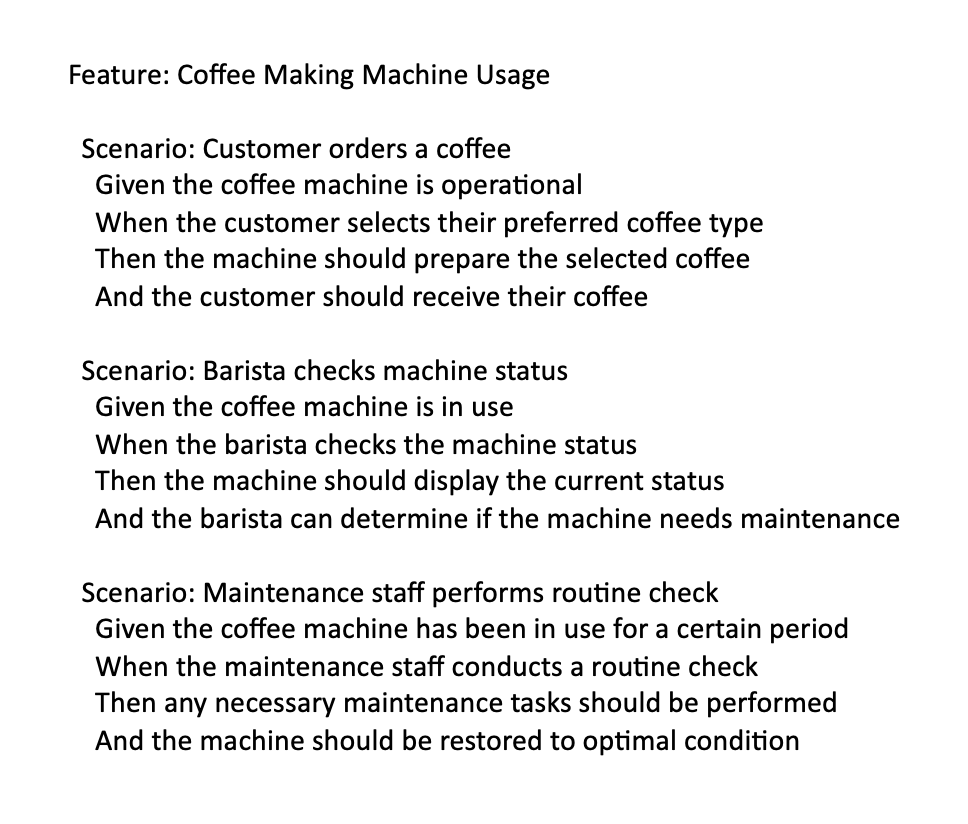 Feature: Coffee Making Machine Usage
Scenario: Customer orders a coffee
Given the coffee machine is operational
When the customer selects their preferred coffee type
Then the machine should prepare the selected coffee
And the customer should receive their coffee
Scenario: Barista checks machine status
Given the coffee machine is in use
When the barista checks the machine status
Then the machine should display the current status
And the barista can determine if the machine needs maintenance
Scenario: Maintenance staff performs routine check
Given the coffee machine has been in use for a certain period
When the maintenance staff conducts a routine check
Then any necessary maintenance tasks should be performed
And the machine should be restored to optimal condition